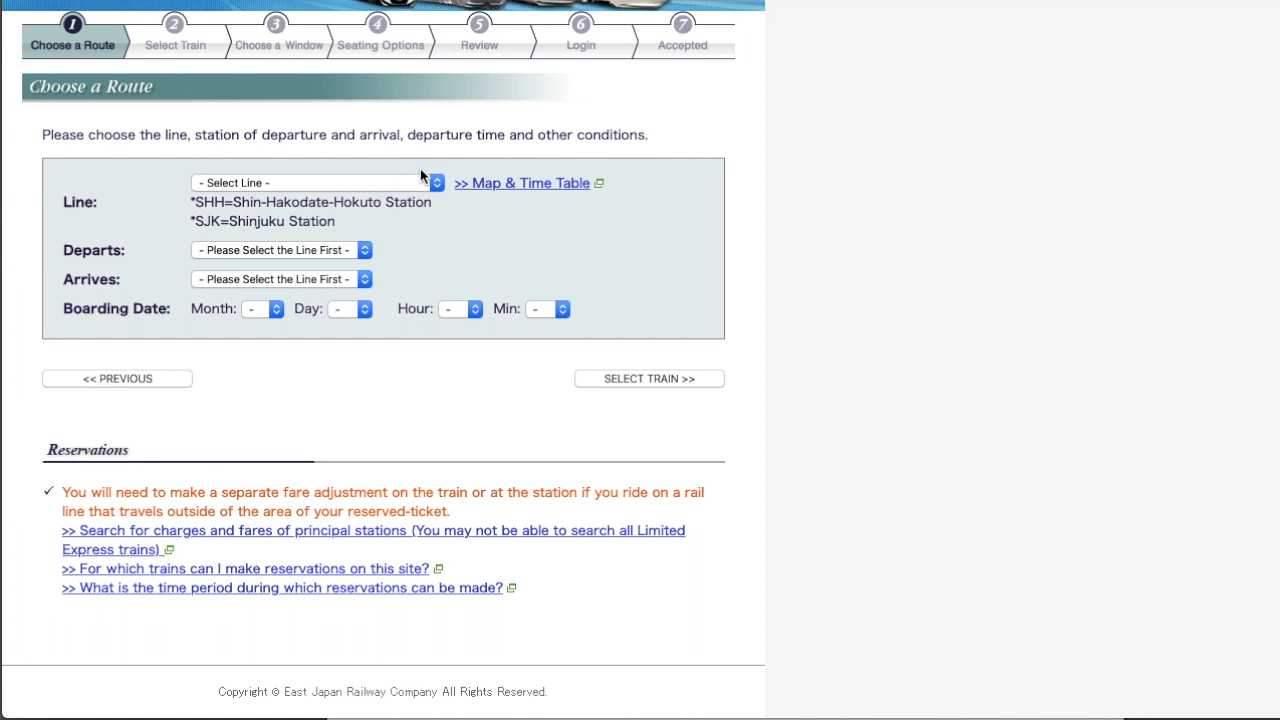 1 2 3 4 5 6 7
Choose a Route Select Train Choose a Window Seating Options Review Login Accepted
Choose a Route
Please choose the line, station of departure and arrival, departure time and other conditions.
Line: - Select Line - >> Map & Time Table
*SHH=Shin-Hakodate-Hokuto Station
*SJK=Shinjuku Station
Departs: - Please Select the Line First -
Arrives: - Please Select the Line First -
Boarding Date: Month: - Day: - Hour: - Min: -
<< PREVIOUS SELECT TRAIN >>
Reservations
✓ You will need to make a separate fare adjustment on the train or at the station if you ride on a rail
line that travels outside of the area of your reserved-ticket.
>> Search for charges and fares of principal stations (You may not be able to search all Limited
Express trains)
>> For which trains can I make reservations on this site?
>> What is the time period during which reservations can be made?
Copyright © East Japan Railway Company All Rights Reserved.